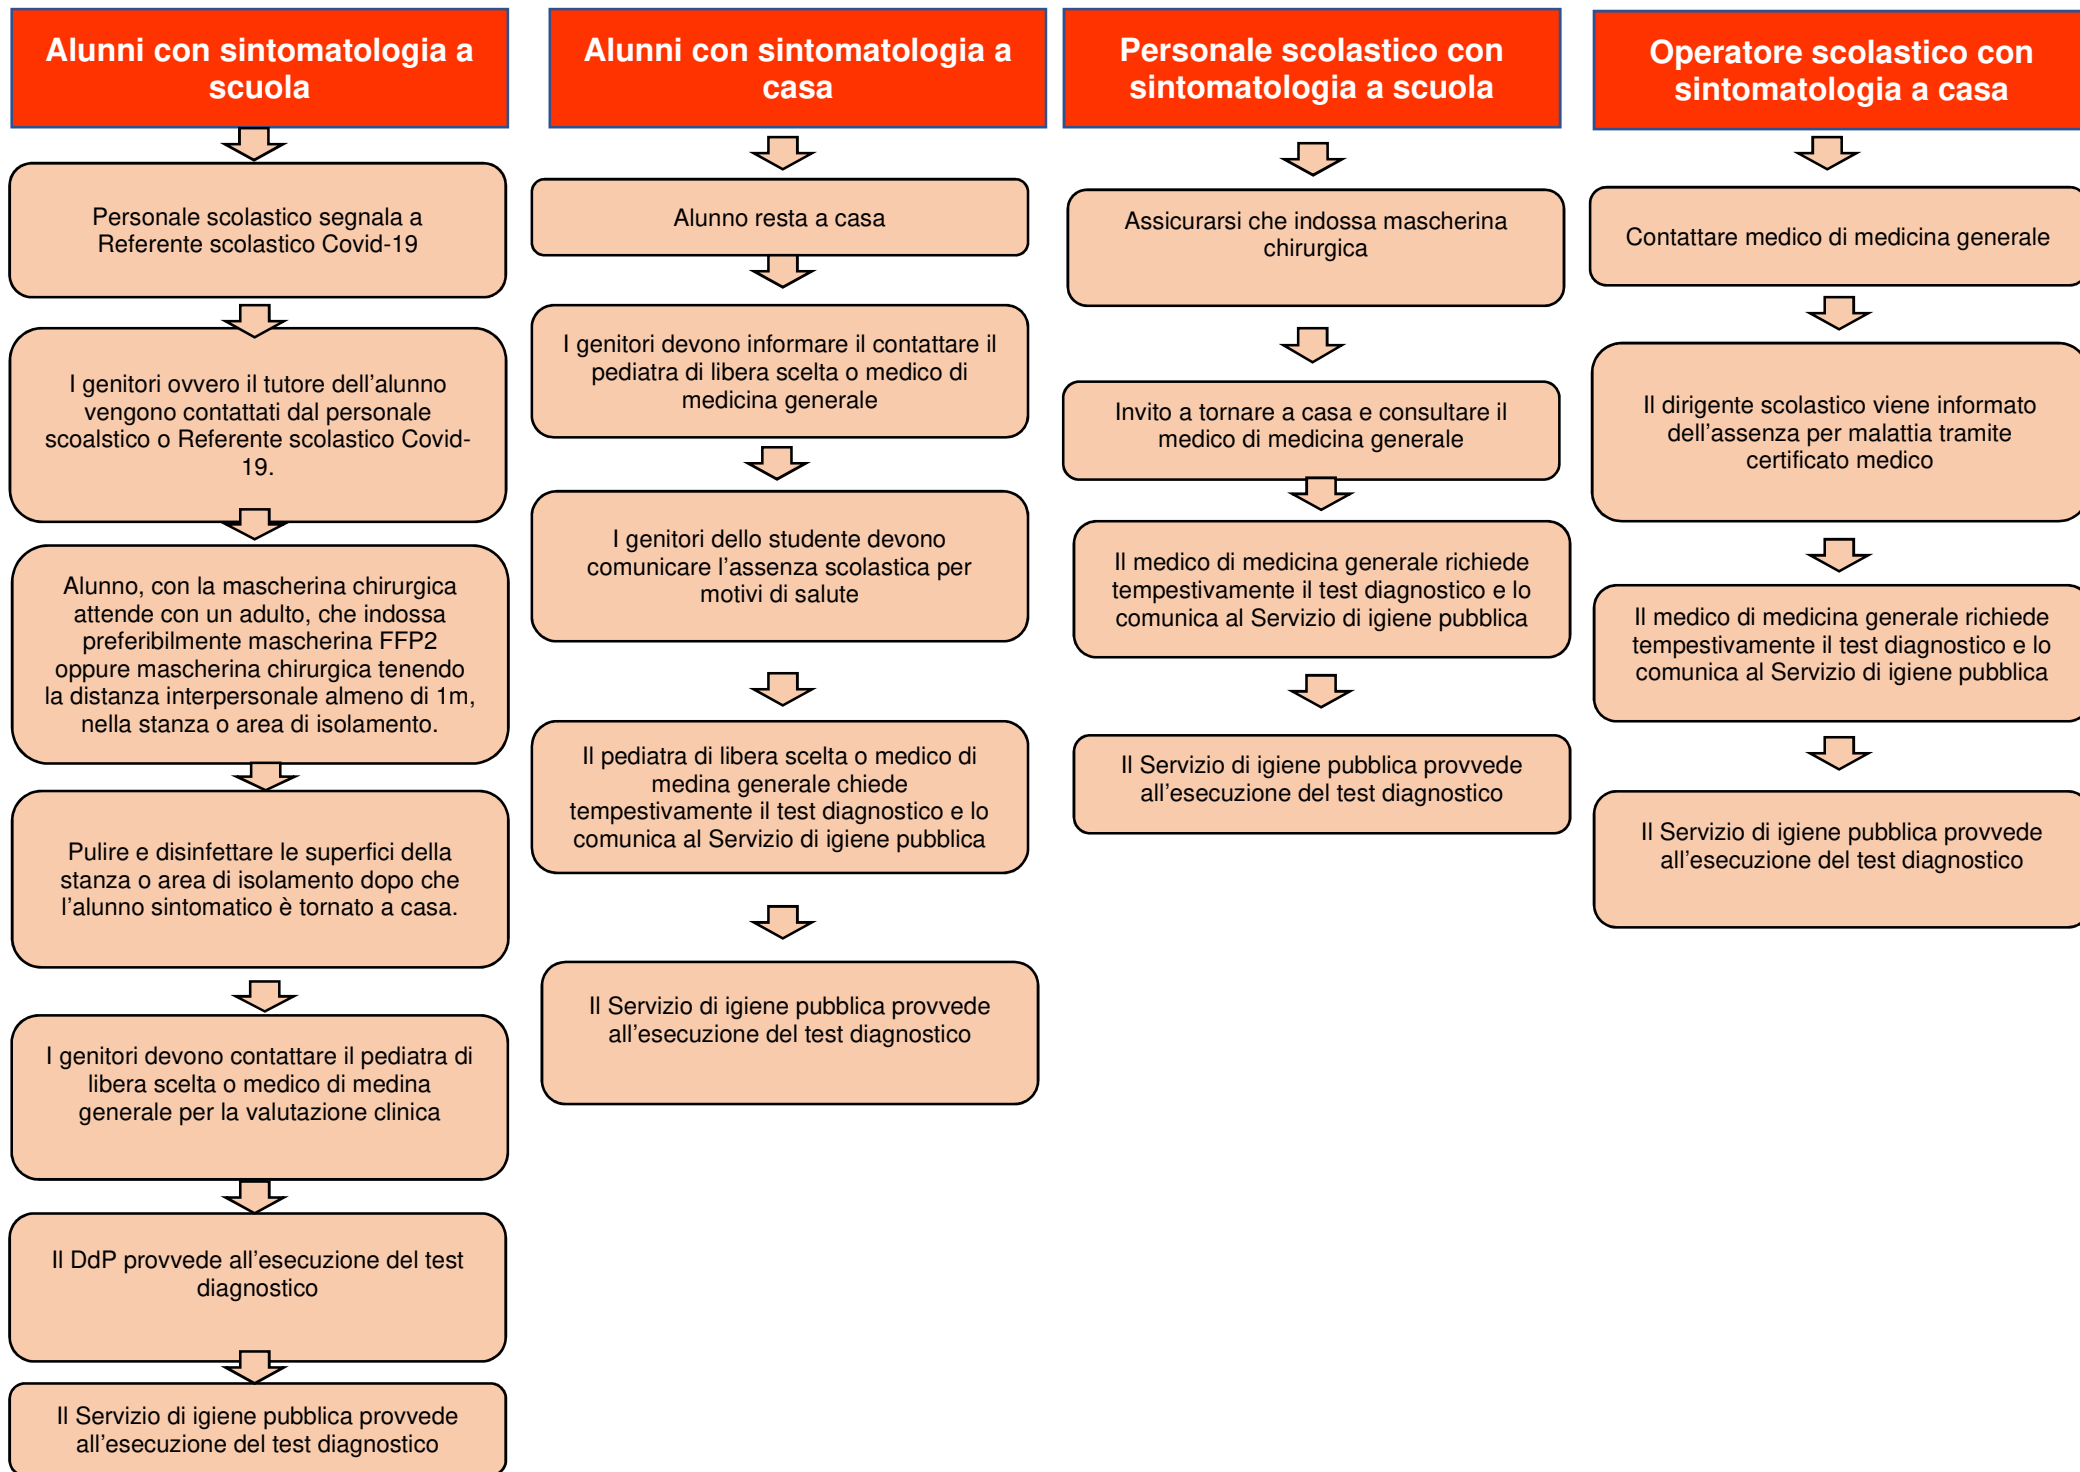 Alunni con sintomatologia a
scuola
Personale scolastico segnala a
Referente scolastico Covid-19
I genitori ovvero il tutore dell’alunno
vengono contattati dal personale
scoalstico o Referente scolastico Covid-
19.
Alunno, con la mascherina chirurgica
attende con un adulto, che indossa
preferibilmente mascherina FFP2
oppure mascherina chirurgica tenendo
la distanza interpersonale almeno di 1m,
nella stanza o area di isolamento.
Pulire e disinfettare le superfici della
stanza o area di isolamento dopo che
l’alunno sintomatico è tornato a casa.
I genitori devono contattare il pediatra di
libera scelta o medico di medina
generale per la valutazione clinica
Il DdP provvede all’esecuzione del test
diagnostico
Il Servizio di igiene pubblica provvede
all’esecuzione del test diagnostico
Alunni con sintomatologia a
casa
Alunno resta a casa
I genitori devono informare il contattare il
pediatra di libera scelta o medico di
medicina generale
I genitori dello studente devono
comunicare l’assenza scolastica per
motivi di salute
Il pediatra di libera scelta o medico di
medina generale chiede
tempestivamente il test diagnostico e lo
comunica al Servizio di igiene pubblica
Il Servizio di igiene pubblica provvede
all’esecuzione del test diagnostico
Personale scolastico con
sintomatologia a scuola
Assicurarsi che indossa mascherina
chirurgica
Invito a tornare a casa e consultare il
medico di medicina generale
Il medico di medicina generale richiede
tempestivamente il test diagnostico e lo
comunica al Servizio di igiene pubblica
Il Servizio di igiene pubblica provvede
all’esecuzione del test diagnostico
Operatore scolastico con
sintomatologia a casa
Contattare medico di medicina generale
Il dirigente scolastico viene informato
dell’assenza per malattia tramite
certificato medico
Il medico di medicina generale richiede
tempestivamente il test diagnostico e lo
comunica al Servizio di igiene pubblica
Il Servizio di igiene pubblica provvede
all’esecuzione del test diagnostico